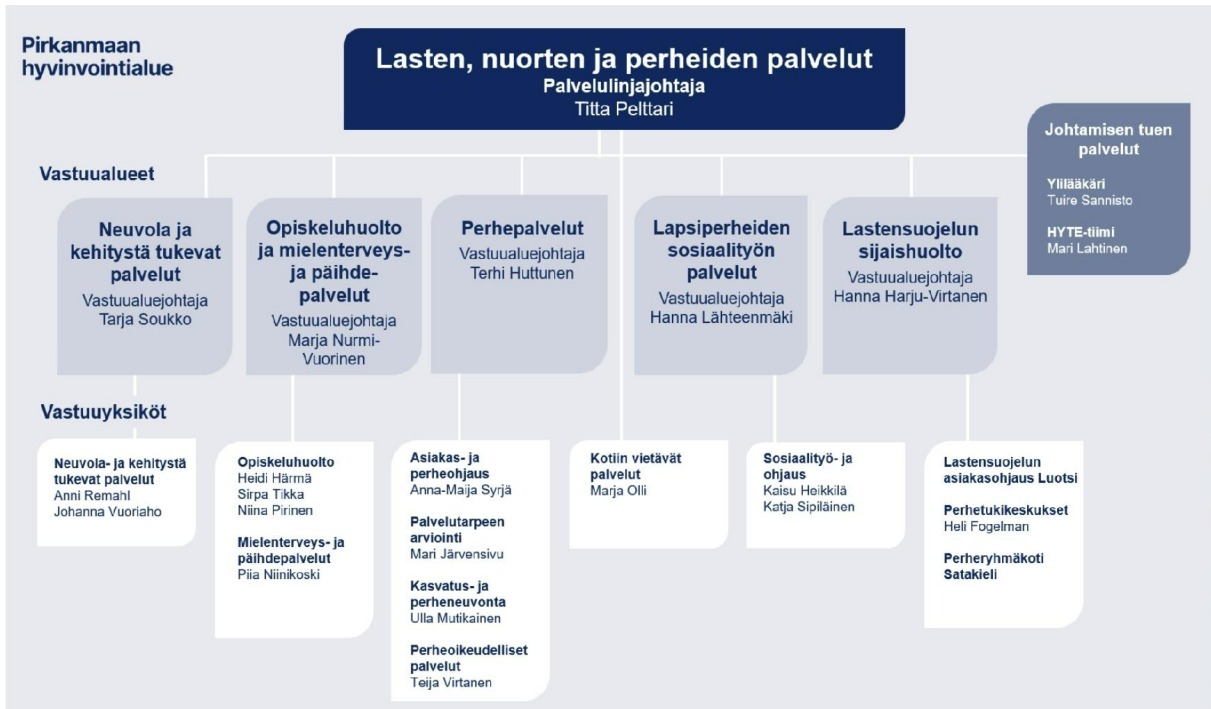 Pirkanmaan
hyvinvointialue
Lasten, nuorten ja perheiden palvelut
Palvelulinjajohtaja
Titta Pelttari
Johtamisen tuen
palvelut
Ylilääkäri
Tuire Sannisto
HYTE-tiimi
Mari Lahtinen
Vastuualueet
Neuvola ja
kehitystä tukevat
palvelut
Vastuualuejohtaja
Tarja Soukko
Opiskeluhuolto
ja mielenterveys-
ja päihde-
palvelut
Vastuualuejohtaja
Marja Nurmi-
Vuorinen
Perhepalvelut
Vastuualuejohtaja
Terhi Huttunen
Lapsiperheiden
sosiaalityön
palvelut
Vastuualuejohtaja
Hanna Lähteenmäki
Lastensuojelun
sijaishuolto
Vastuualuejohtaja
Hanna Harju-Virtanen
Vastuuyksiköt
Neuvola- ja kehitystä
tukevat palvelut
Anni Remahl
Johanna Vuoriaho
Opiskeluhuolto
Heidi Härmä
Sirpa Tikka
Niina Pirinen
Mielenterveys- ja
päihdepalvelut
Piia Niinikoski
Asiakas- ja
perheohjaus
Anna-Maija Syrjä
Palvelutarpeen
arviointi
Mari Järvensivu
Kasvatus- ja
perheneuvonta
Ulla Mutikainen
Perheoikeudelliset
palvelut
Teija Virtanen
Kotiin vietävät
palvelut
Marja Olli
Sosiaalityö- ja
ohjaus
Kaisu Heikkilä
Katja Sipiläinen
Lastensuojelun
asiakasohjaus Luotsi
Perhetukikeskukset
Heli Fogelman
Perheryhmäkoti
Satakieli